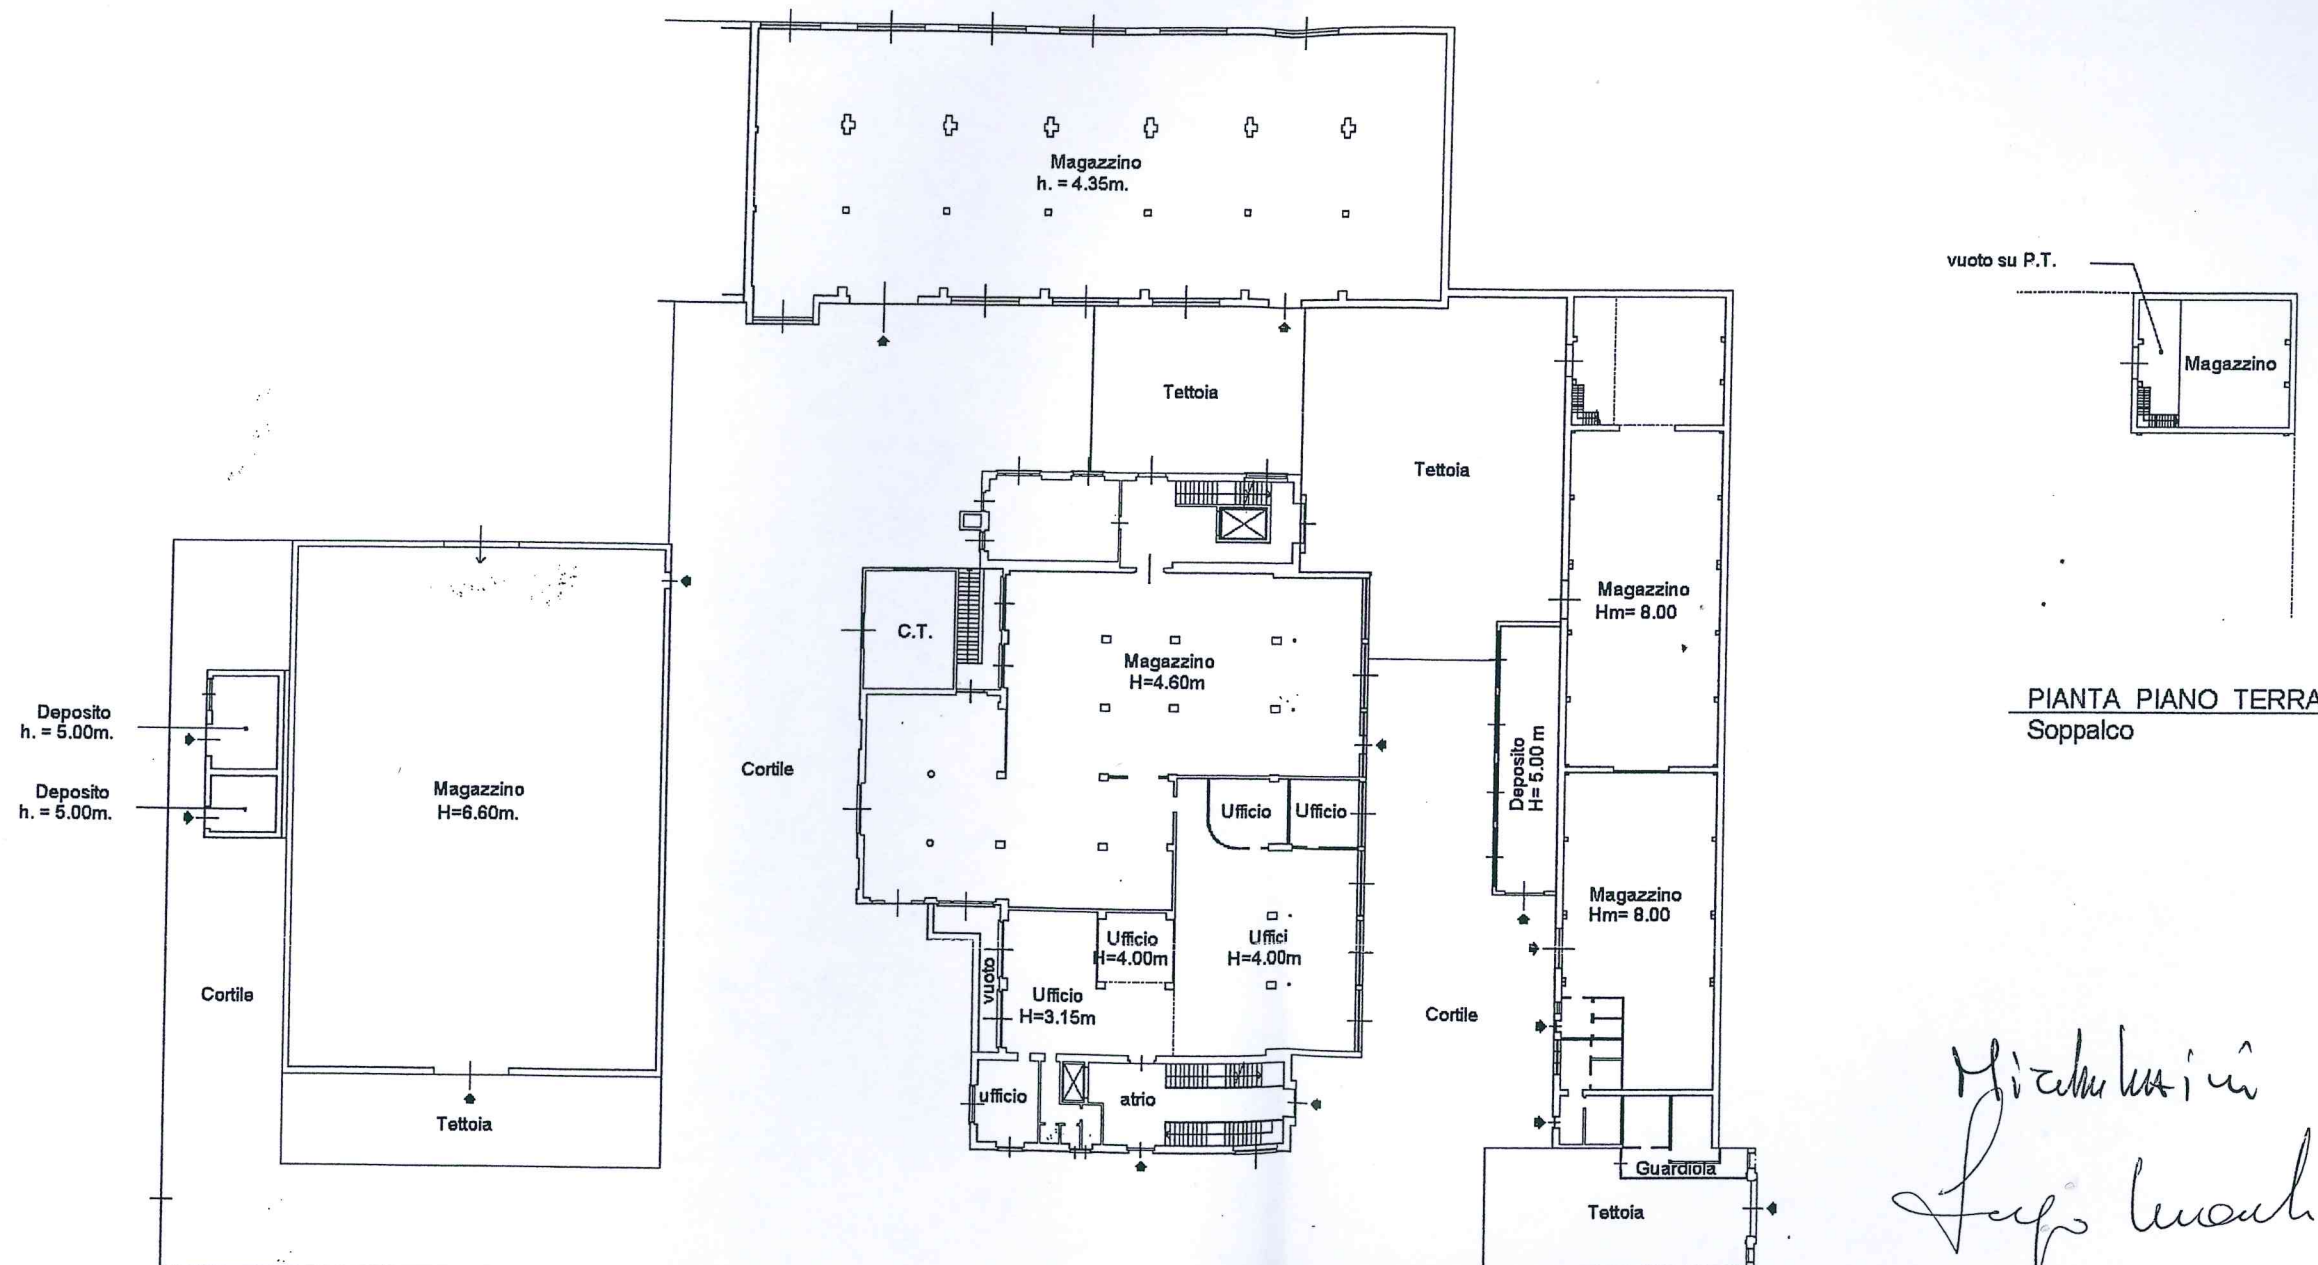 Magazzino
h. = 4.35m.
vuoto su P.T.
Magazzino
Tettoia
Tettoia
Magazzino
Hm= 8.00
C.T.
Magazzino
H=4.60m
PIANTA PIANO TERRA
Soppalco
Deposito
h. = 5.00m.
Deposito
h. = 5.00m.
Magazzino
H=6.60m.
Cortile
Deposito
H= 5.00 m
Ufficio
Ufficio
Magazzino
Hm= 8.00
Ufficio
H=4.00m
Uffici
H=4.00m
vuoto
Ufficio
H=3.15m
Cortile
Cortile
ufficio
atrio
Tettoia
Guardiola
Tettoia